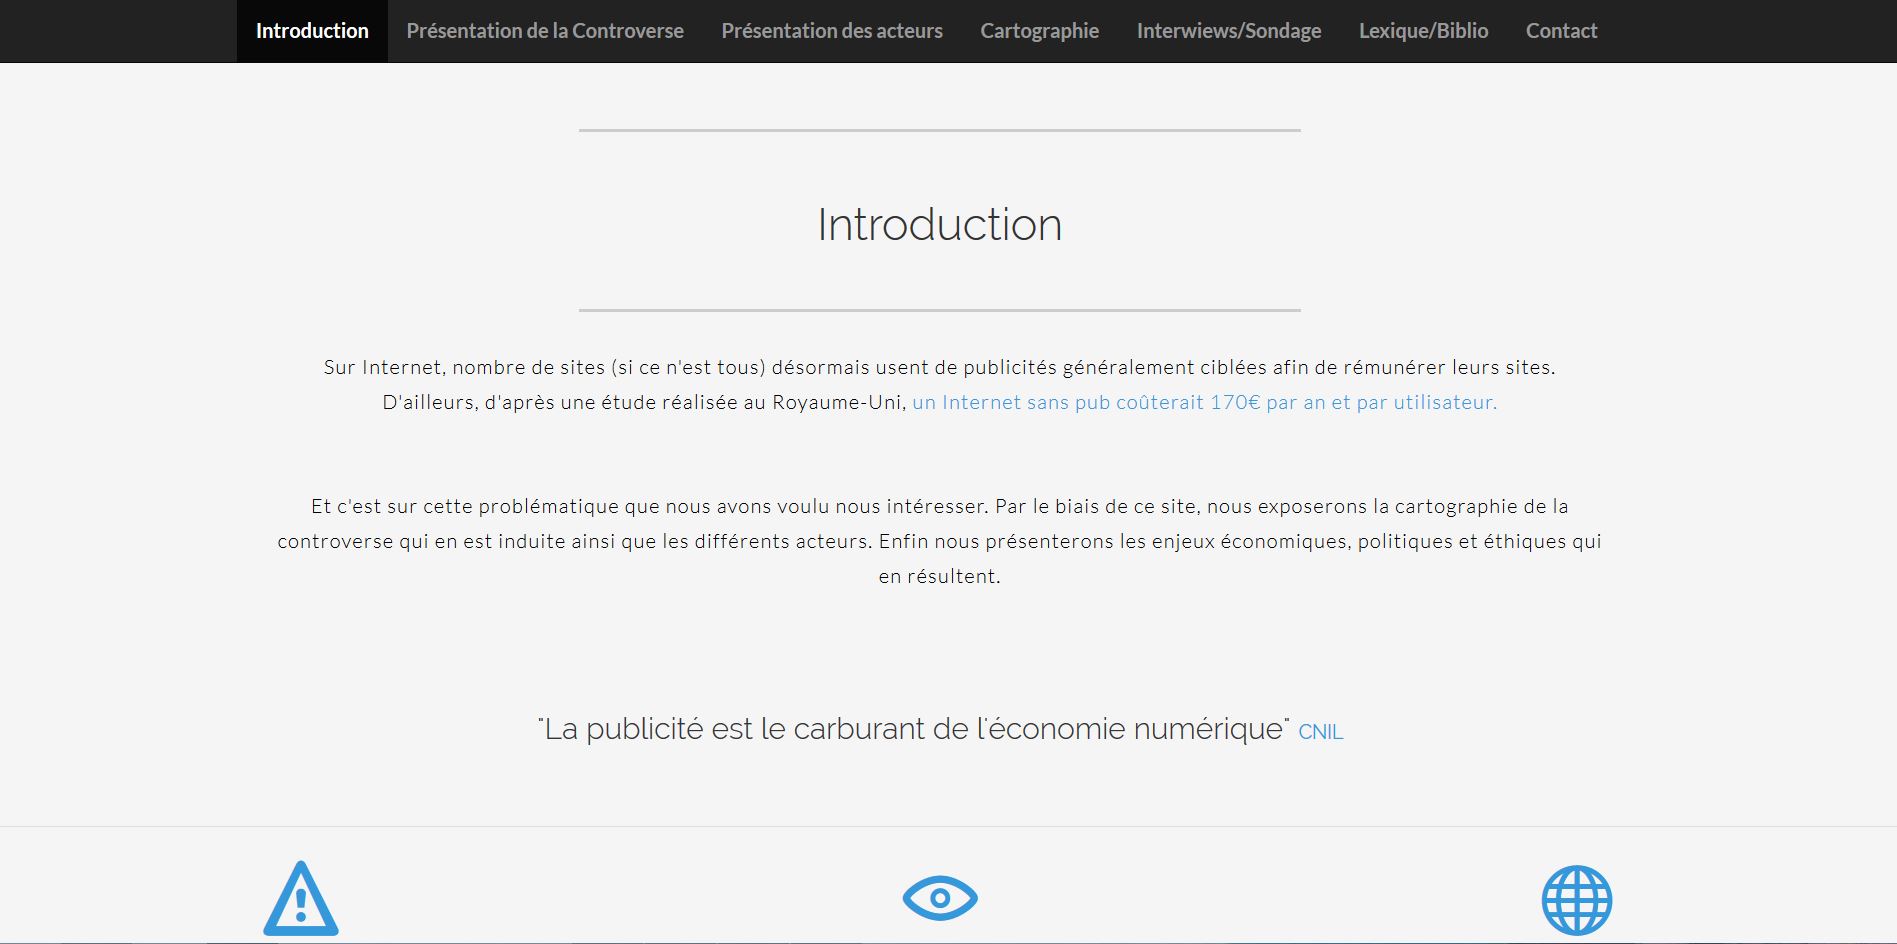 Introduction Présentation de la Controverse Présentation des acteurs Cartographie Interwiews/Sondage Lexique/Biblio Contact
Introduction
Sur Internet, nombre de sites (si ce n'est tous) désormais usent de publicités généralement ciblées afin de rémunérer leurs sites.
D'ailleurs, d'après une étude réalisée au Royaume-Uni, un Internet sans pub coûterait 170€ par an et par utilisateur.
Et c'est sur cette problématique que nous avons voulu nous intéresser. Par le biais de ce site, nous exposerons la cartographie de la
controverse qui en est induite ainsi que les différents acteurs. Enfin nous présenterons les enjeux économiques, politiques et éthiques qui
en résultent.
"La publicité est le carburant de l'économie numérique" CNIL